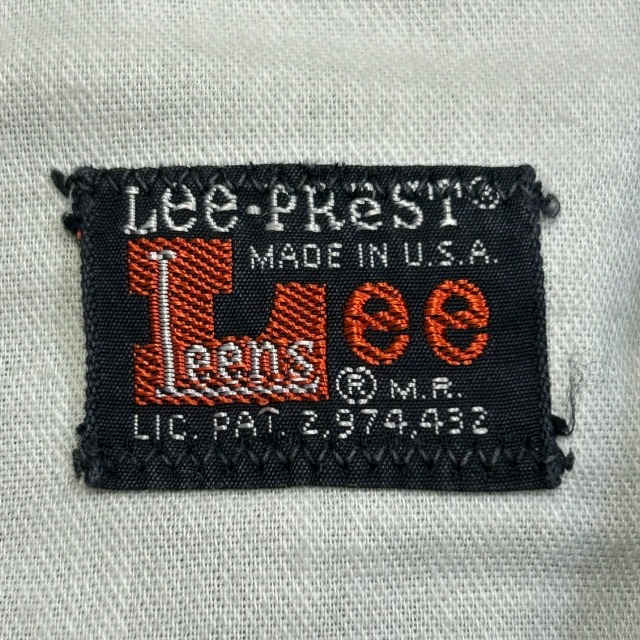 Lee-PReST®
MADE IN U.S.A.
Lee
Leens
® M.R.
LIC. PAT. 2,974,432